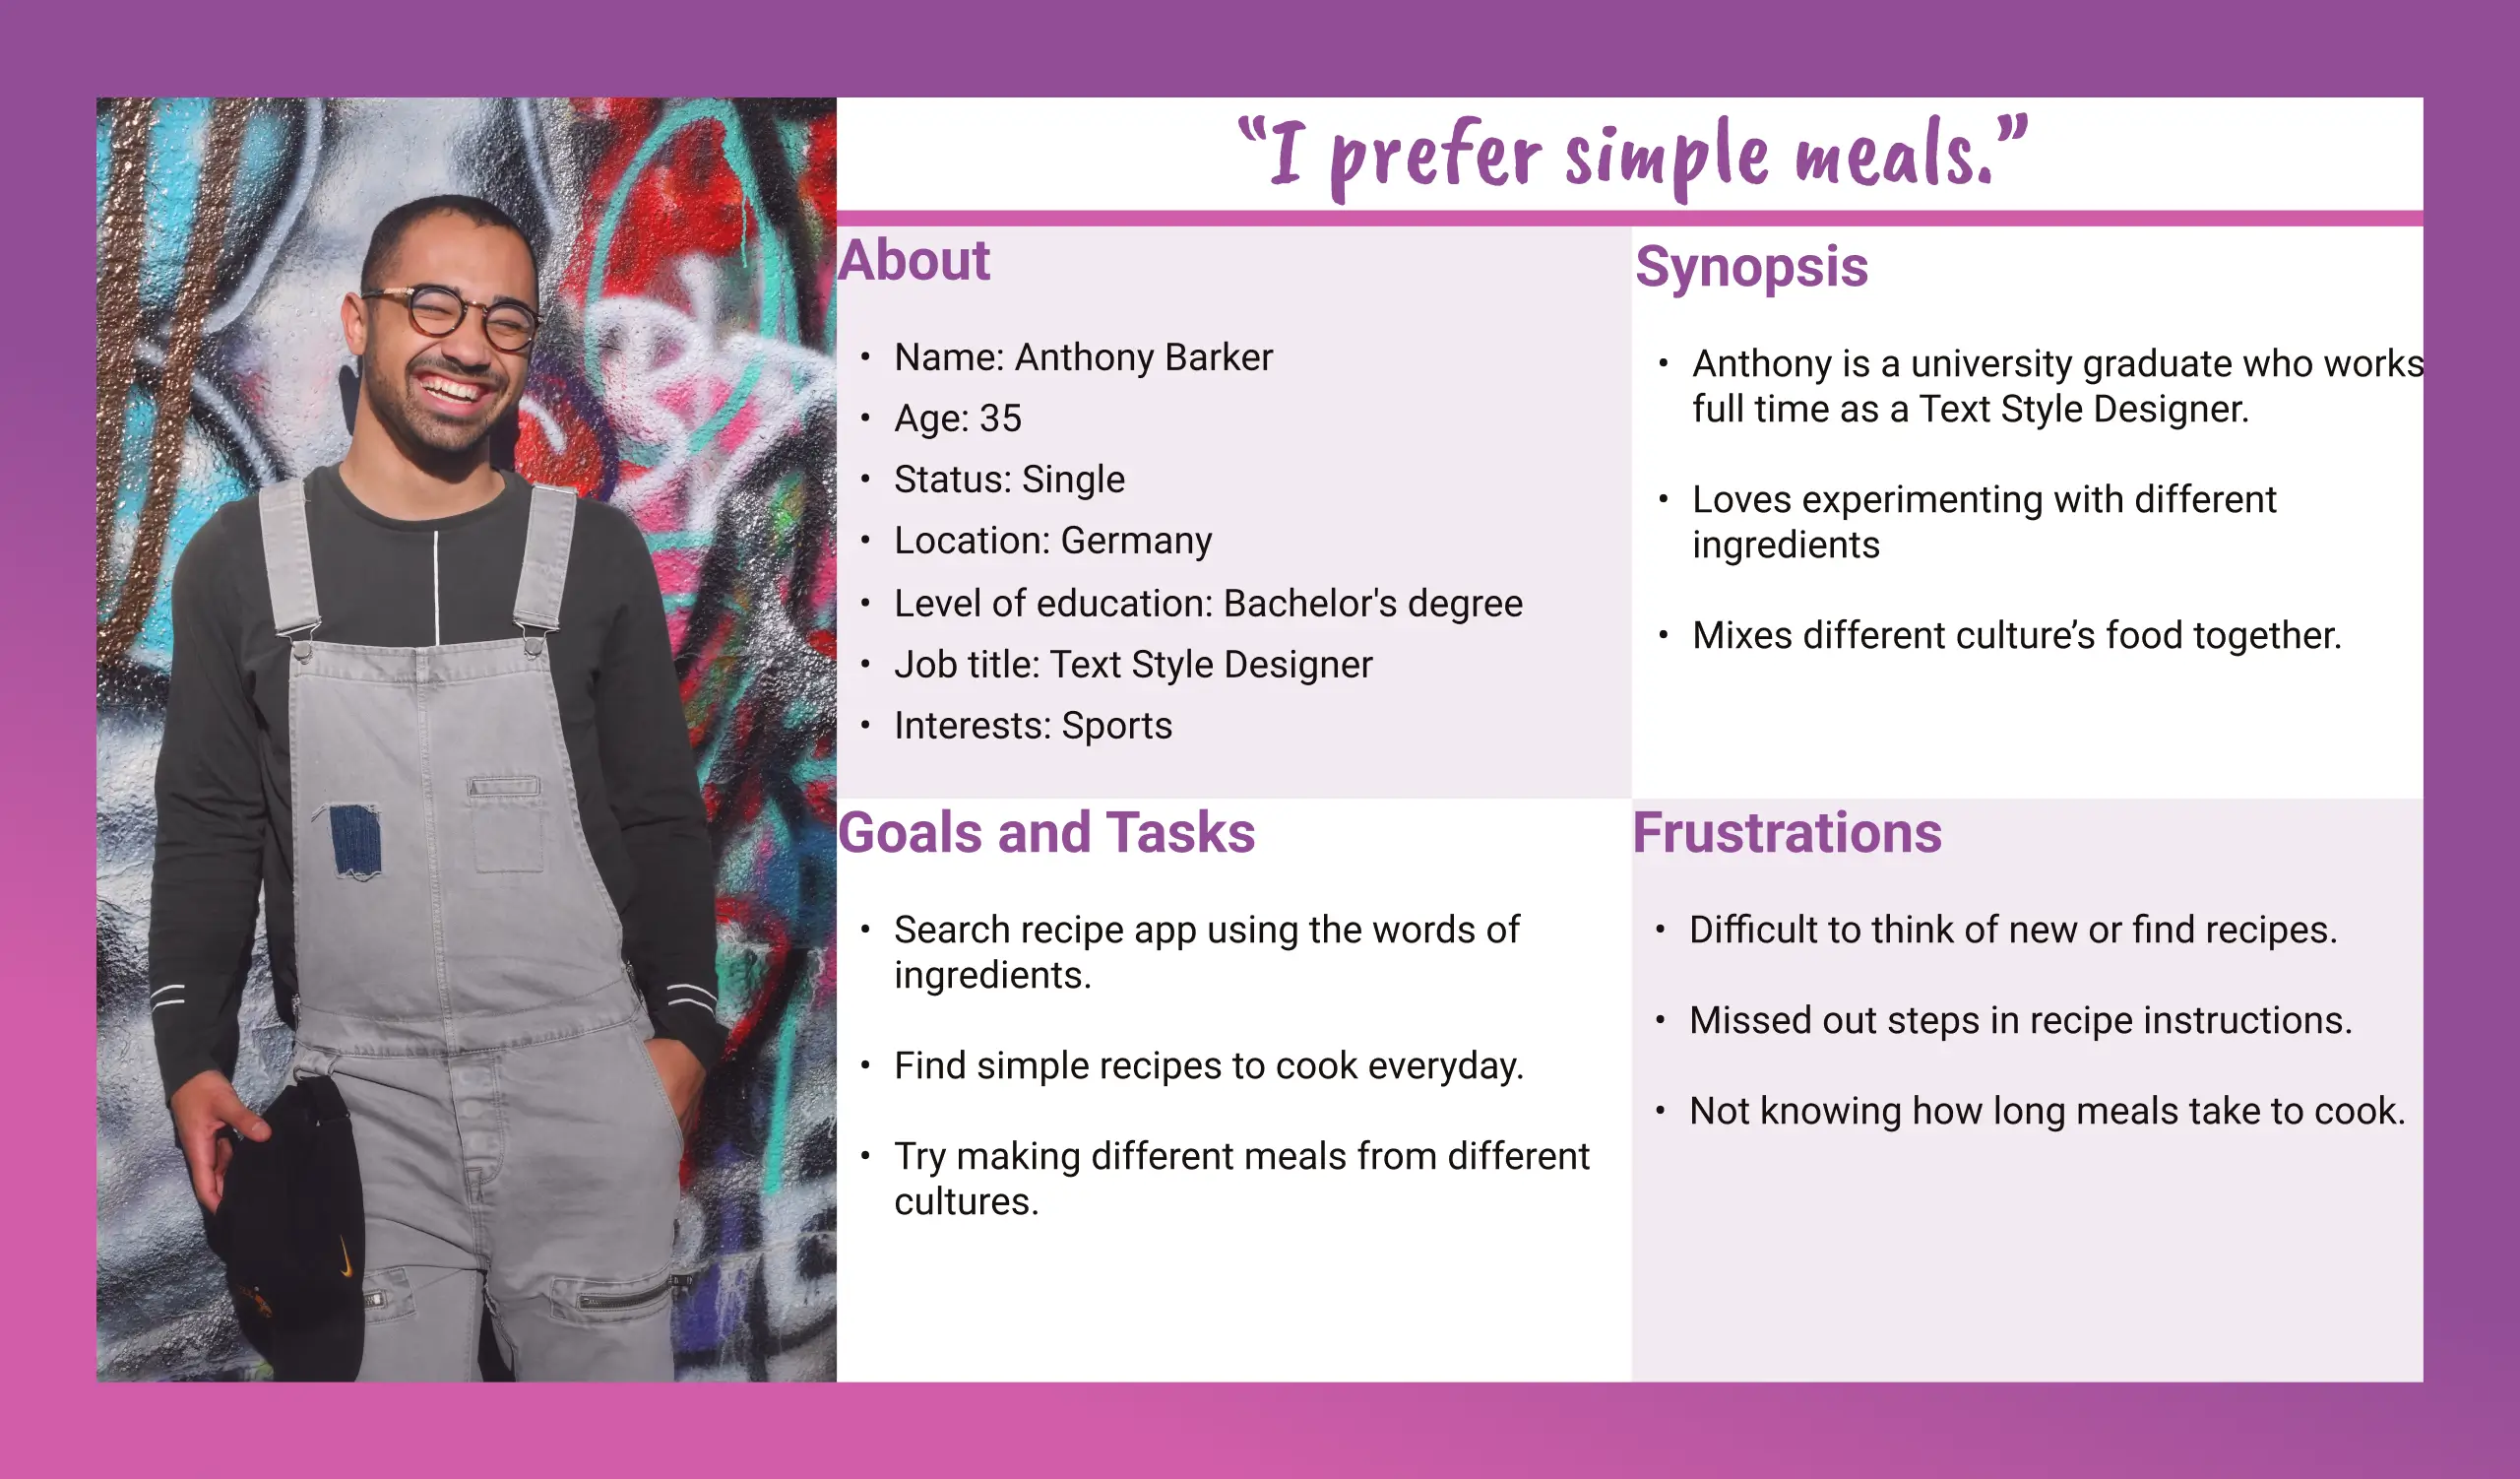 “I prefer simple meals.”
About
• Name: Anthony Barker
• Age: 35
• Status: Single
• Location: Germany
• Level of education: Bachelor's degree
• Job title: Text Style Designer
• Interests: Sports
Synopsis
• Anthony is a university graduate who works
full time as a Text Style Designer.
• Loves experimenting with different
ingredients
• Mixes different culture’s food together.
Goals and Tasks
• Search recipe app using the words of
ingredients.
• Find simple recipes to cook everyday.
• Try making different meals from different
cultures.
Frustrations
• Difficult to think of new or find recipes.
• Missed out steps in recipe instructions.
• Not knowing how long meals take to cook.